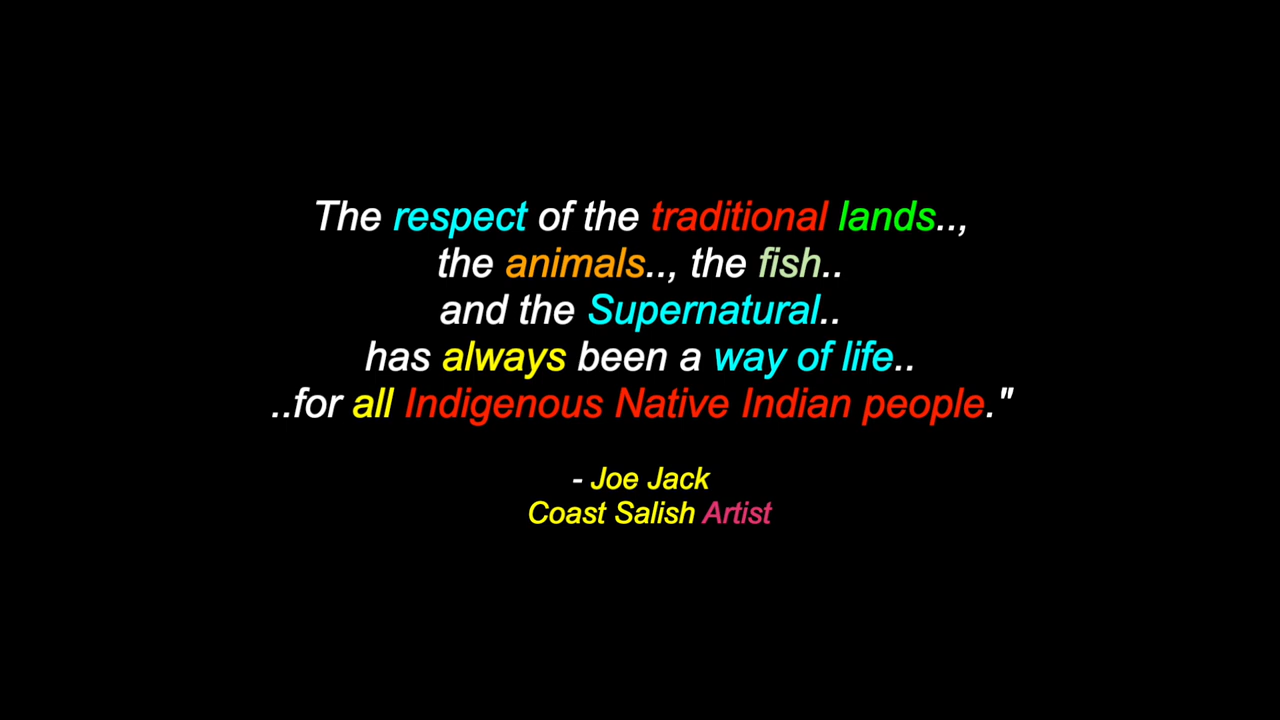 The respect of the traditional lands..,
the animals.., the fish..
and the Supernatural..
has always been a way of life..
..for all Indigenous Native Indian people."
- Joe Jack
Coast Salish Artist